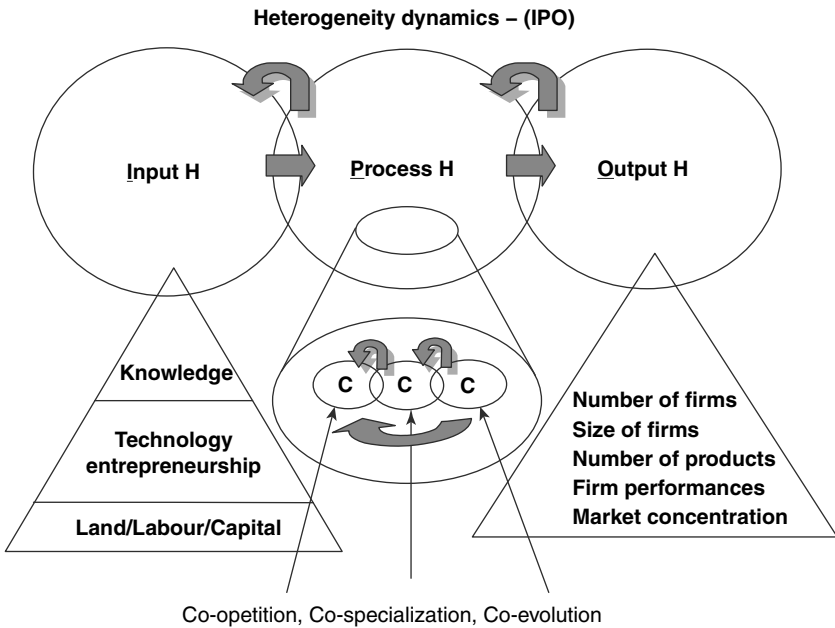 Heterogeneity dynamics – (IPO)
Input H
Process H
Output H
Knowledge
Technology
entrepreneurship
Land/Labour/Capital
C
C
C
Number of firms
Size of firms
Number of products
Firm performances
Market concentration
Co-opetition, Co-specialization, Co-evolution